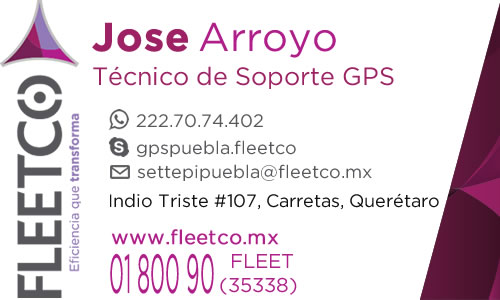 Jose Arroyo
Técnico de Soporte GPS
222.70.74.402
gpspuebla.fleetco
settepipuebla@fleetco.mx
Indio Triste #107, Carretas, Querétaro
www.fleetco.mx
01 800 90 FLEET
(35338)
FLEETCO
Eficiencia que transforma